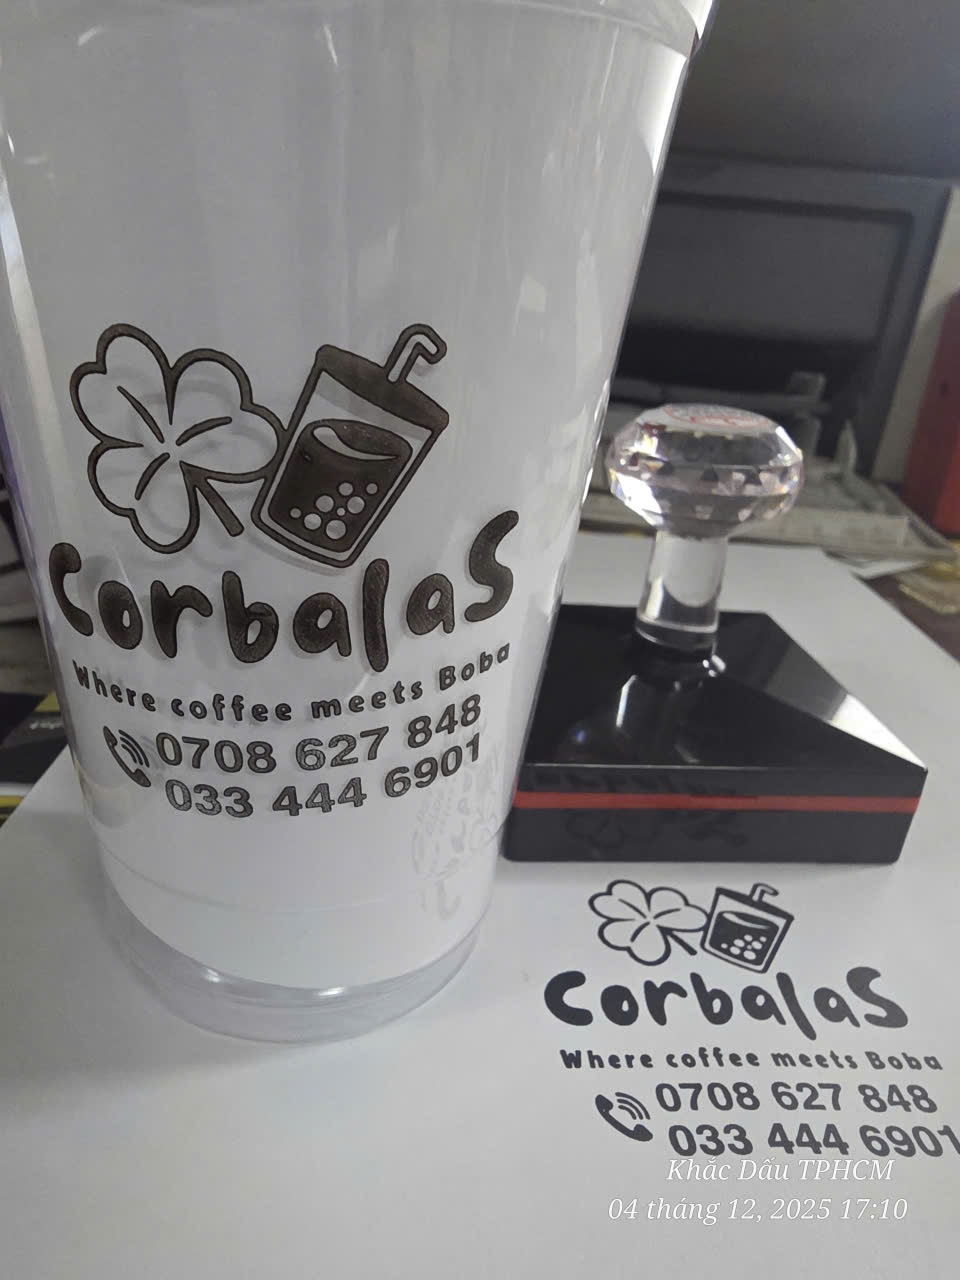 CorbalaS
Where coffee meets Boba
0708 627 848
033 444 6901
CorbalaS
Where coffee meets Boba
0708 627 848
033 444 6901
Khắc Dấu TPHCM
04 tháng 12, 2025 17:10